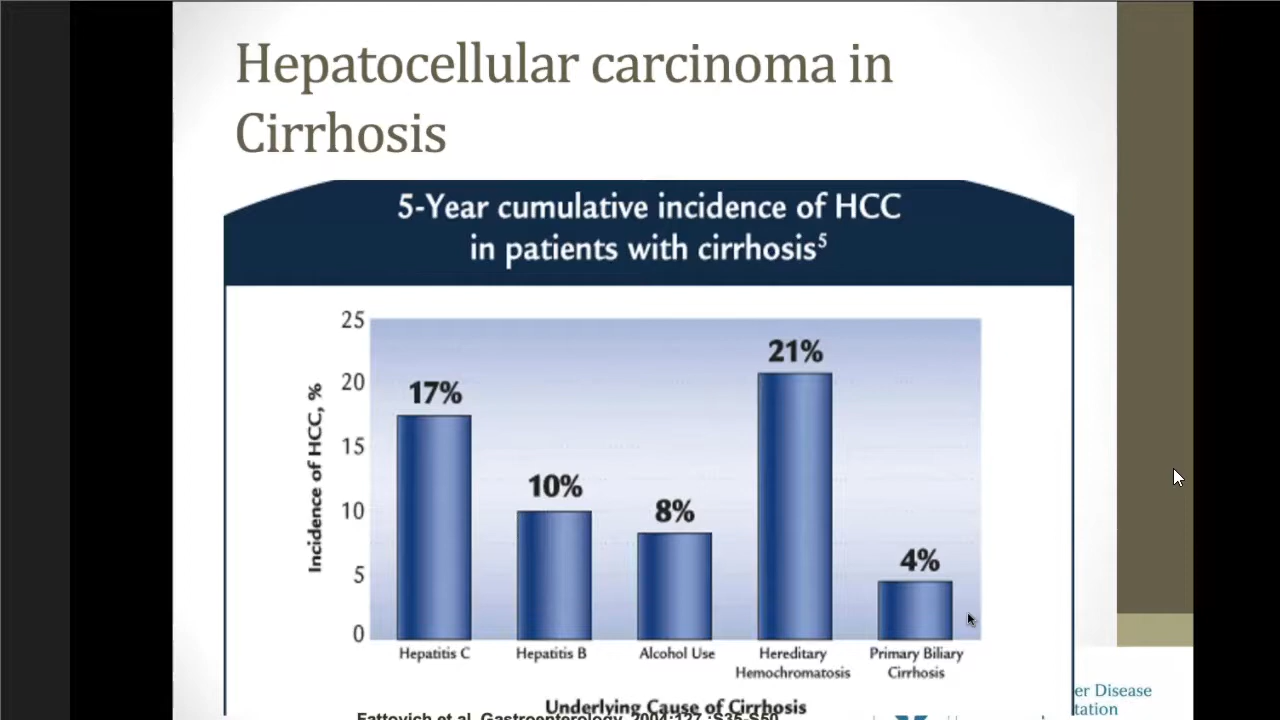 Hepatocellular carcinoma in
Cirrhosis
5-Year cumulative incidence of HCC
in patients with cirrhosis⁵
Incidence of HCC, %
25
20
15
10
5
0
17%
10%
8%
21%
4%
Hepatitis C
Hepatitis B
Alcohol Use
Hereditary
Hemochromatosis
Primary Biliary
Cirrhosis
Underlying Cause of Cirrhosis
Fattovich et al. Gastroenterology. 2004;127 :S35-S50
er Disease
tation